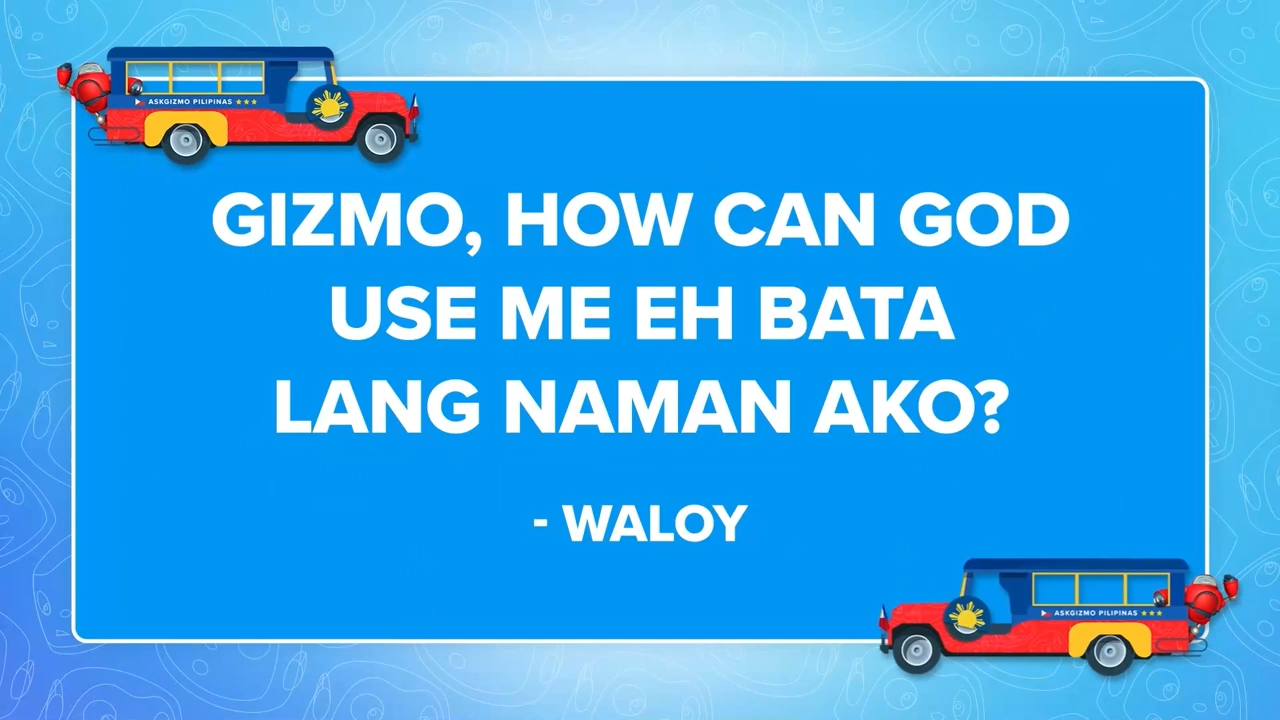 ASKGIZMO PILIPINAS
GIZMO, HOW CAN GOD
USE ME EH BATA
LANG NAMAN AKO?
- WALOY
ASKGIZMO PILIPINAS